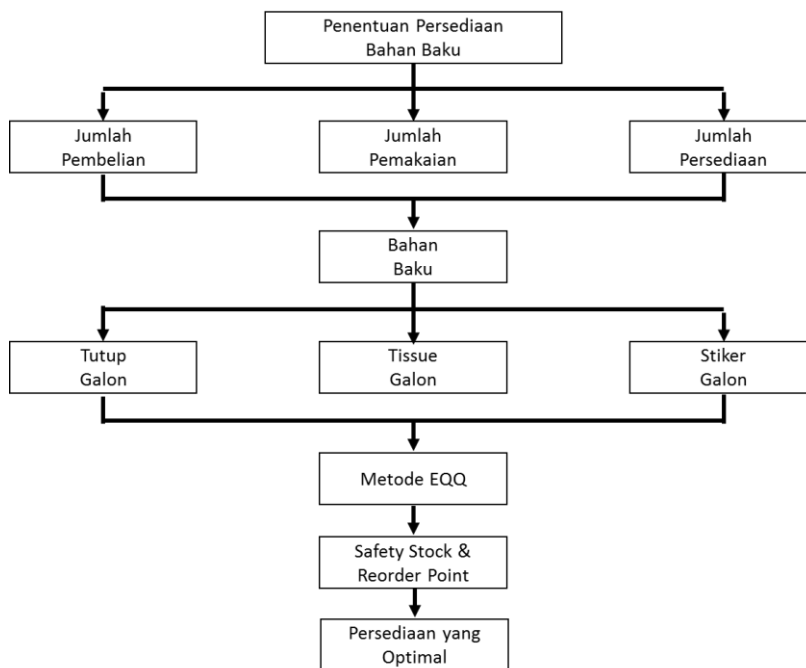 Penentuan Persediaan
Bahan Baku
Jumlah
Pembelian
Jumlah
Pemakaian
Jumlah
Persediaan
Bahan
Baku
Tutup
Galon
Tissue
Galon
Stiker
Galon
Metode EQQ
Safety Stock &
Reorder Point
Persediaan yang
Optimal